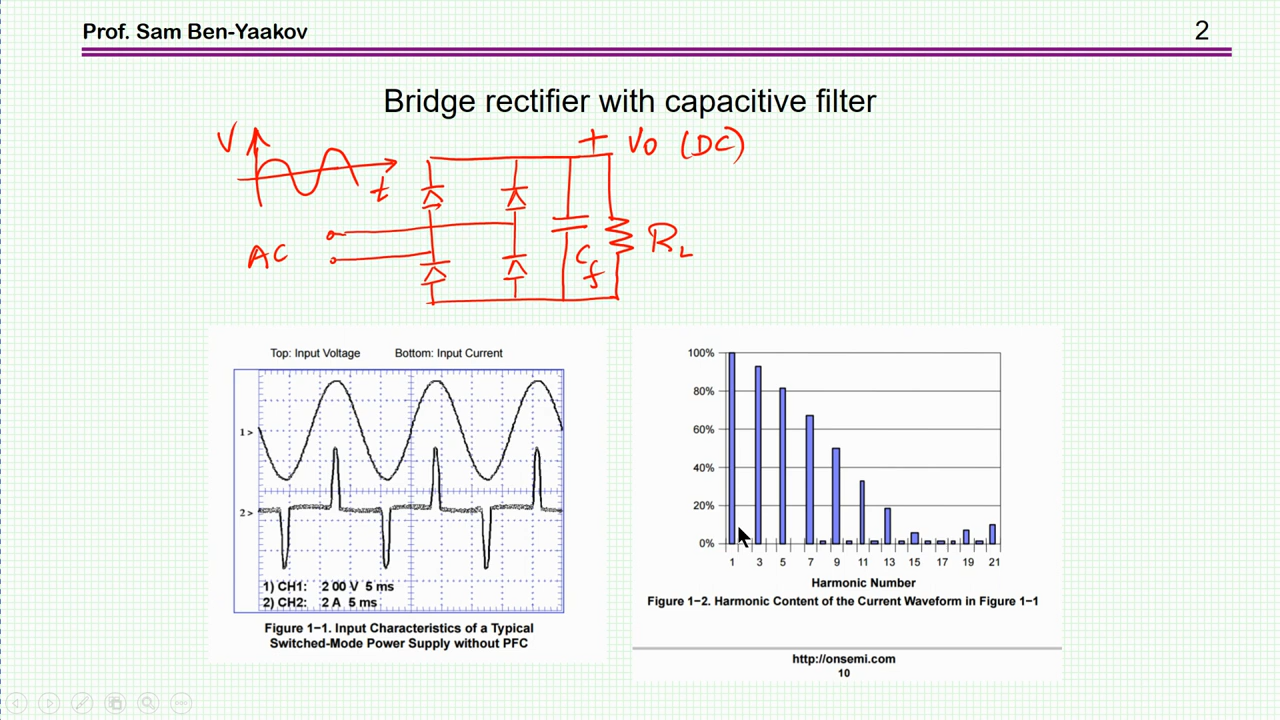 Prof. Sam Ben-Yaakov
2
Bridge rectifier with capacitive filter
V
t
+ Vo (DC)
AC
Cf
RL
Top: Input Voltage Bottom: Input Current
1>
2>
1) CH1: 2 00 V 5 ms
2) CH2: 2 A 5 ms
Figure 1−1. Input Characteristics of a Typical
Switched-Mode Power Supply without PFC
100%
80%
60%
40%
20%
0%
1 3 5 7 9 11 13 15 17 19 21
Harmonic Number
Figure 1−2. Harmonic Content of the Current Waveform in Figure 1−1
http://onsemi.com
10